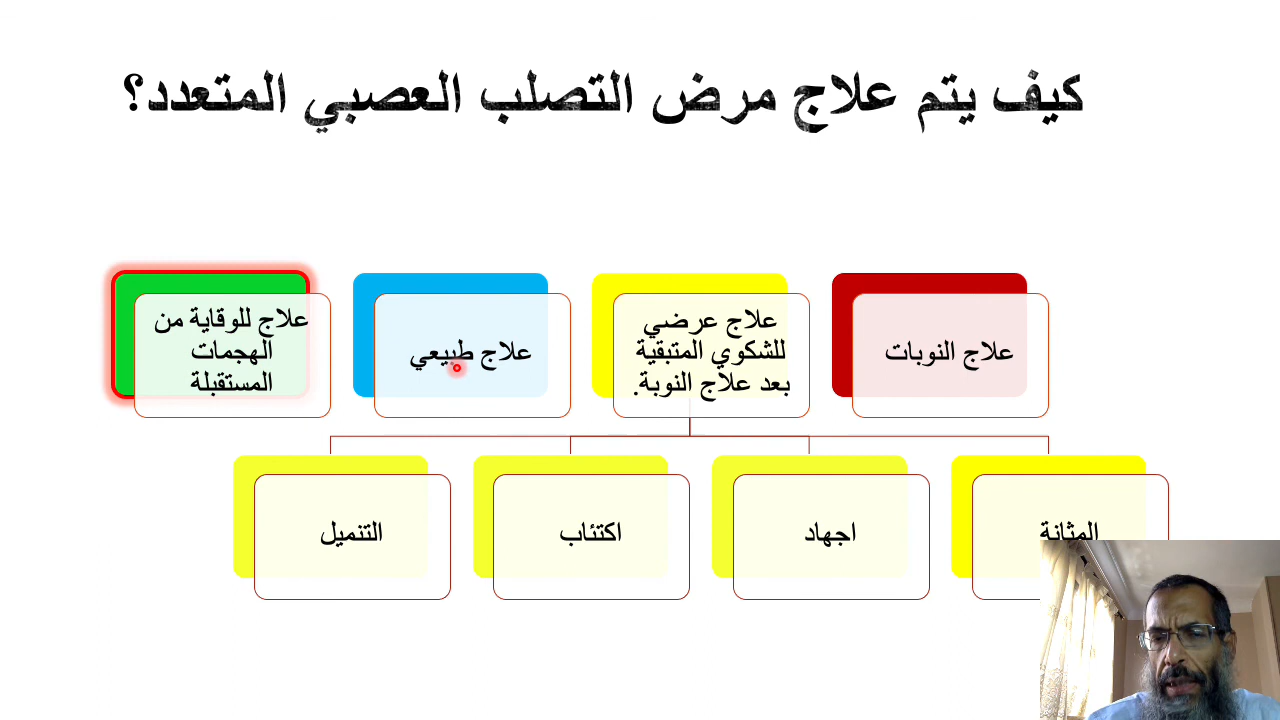 كيف يتم علاج مرض التصلب العصبي المتعدد؟
علاج النوبات
علاج عرضي
للشكوي المتبقية
بعد علاج النوبة.
علاج طبيعي
علاج للوقاية من
الهجمات
المستقبلة
المثانة
اجهاد
اكتئاب
التنميل